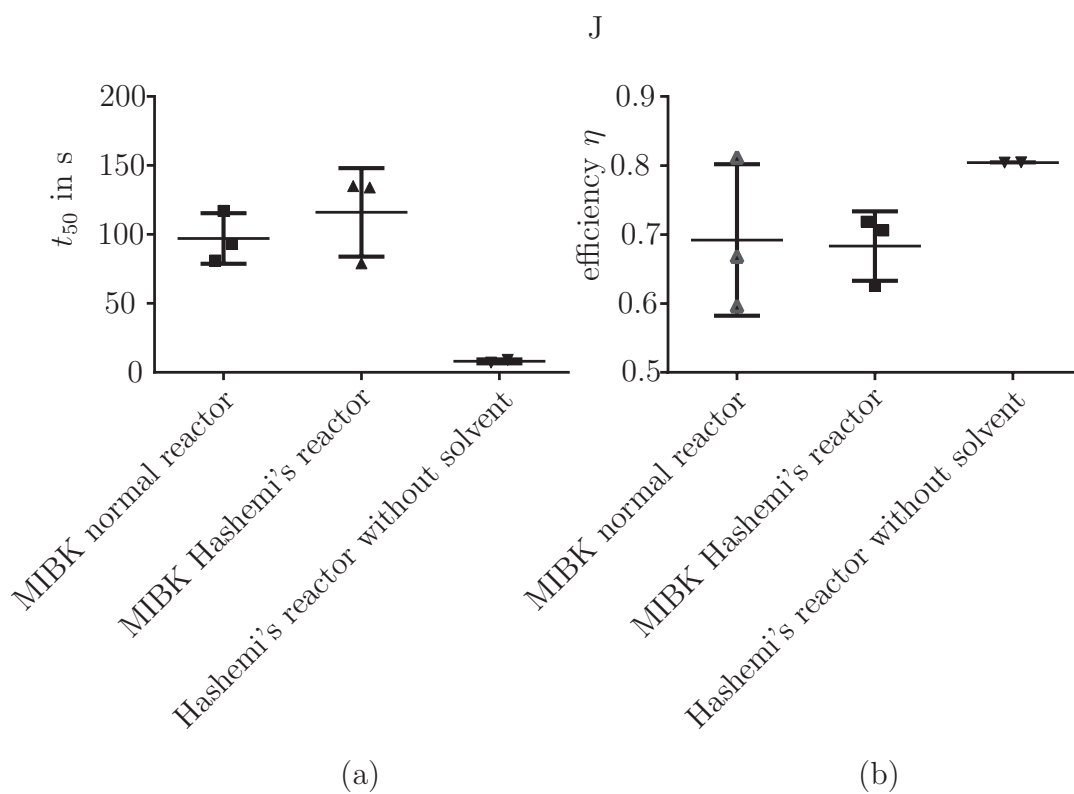 J
200
150
100
50
0
t50 in s
MIBK normal reactor
MIBK Hashemi's reactor
Hashemi's reactor without solvent
(a)
0.9
0.8
0.7
0.6
0.5
efficiency η
MIBK normal reactor
MIBK Hashemi's reactor
Hashemi's reactor without solvent
(b)